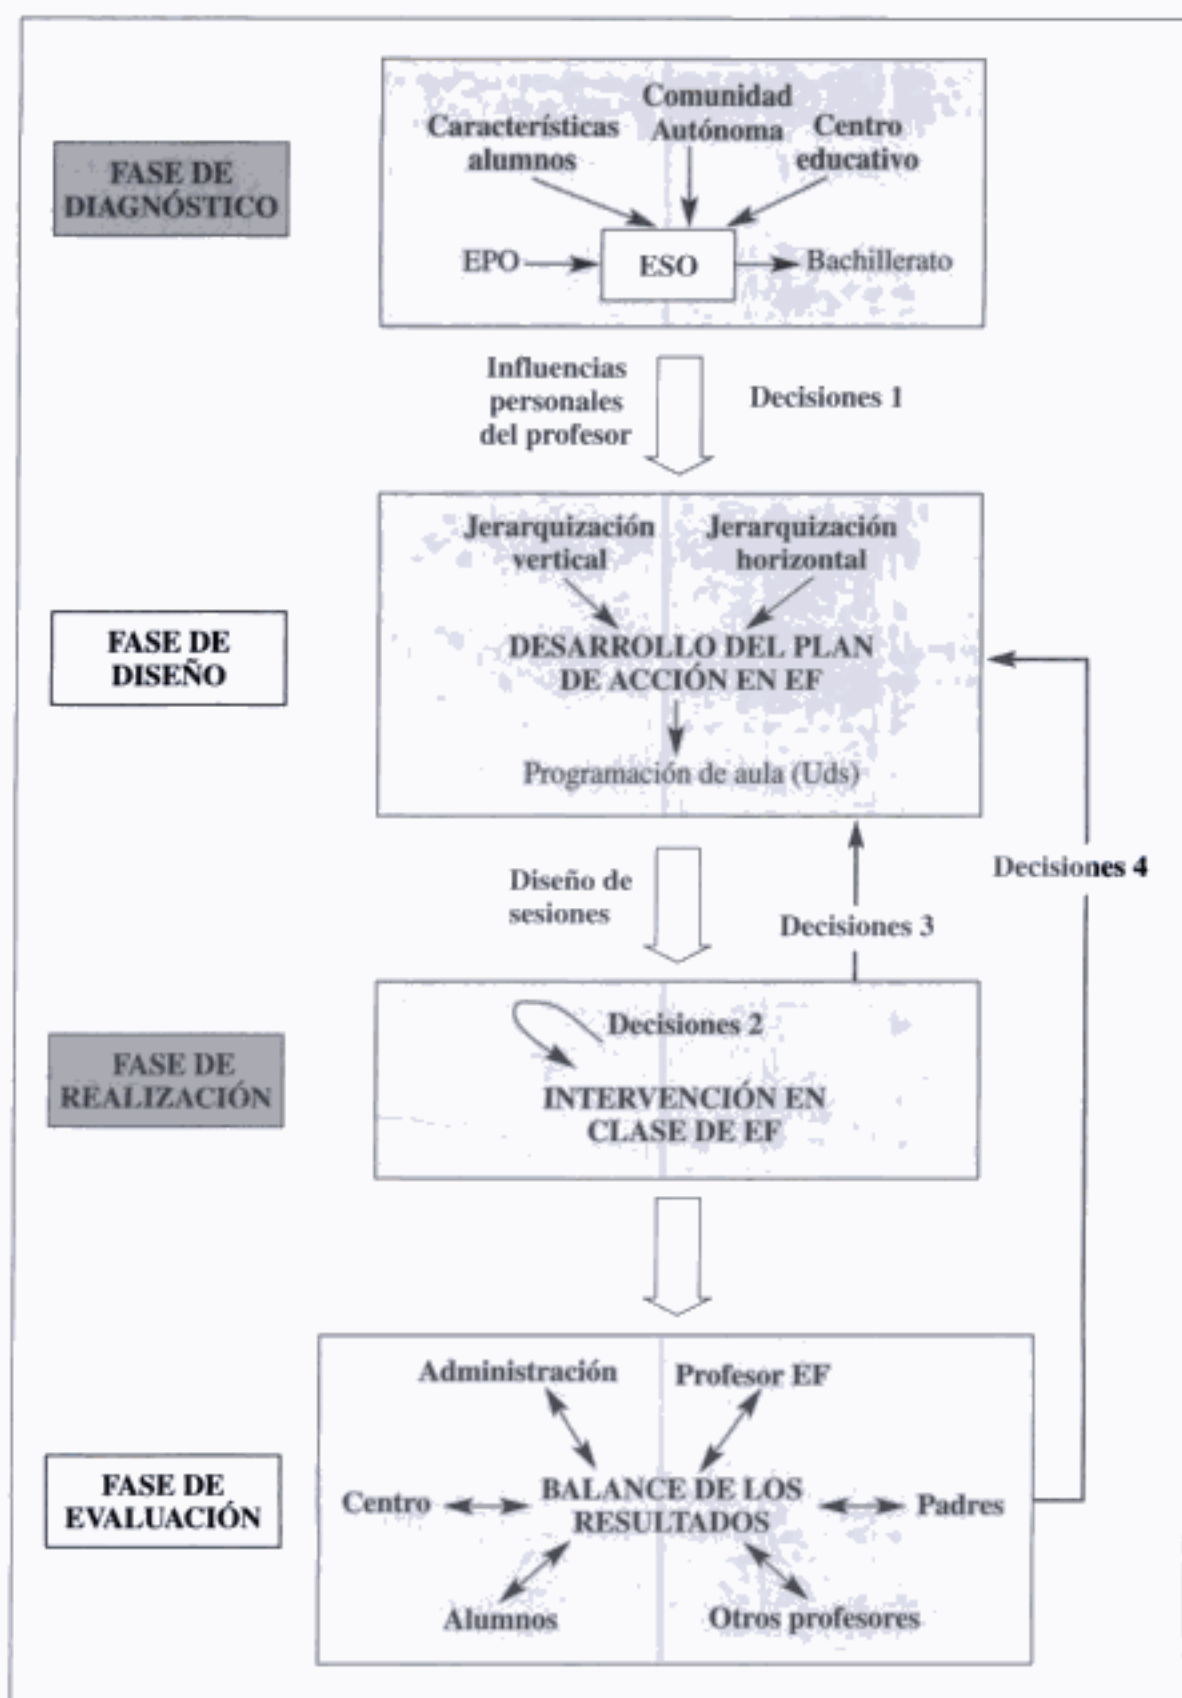 FASE DE
DIAGNÓSTICO
Características
alumnos
Comunidad
Autónoma
Centro
educativo
EPO
ESO
Bachillerato
Influencias
personales
del profesor
Decisiones 1
FASE DE
DISEÑO
Jerarquización
vertical
Jerarquización
horizontal
DESARROLLO DEL PLAN
DE ACCIÓN EN EF
Programación de aula (Uds)
Diseño de
sesiones
Decisiones 3
Decisiones 4
FASE DE
REALIZACIÓN
Decisiones 2
INTERVENCIÓN EN
CLASE DE EF
FASE DE
EVALUACIÓN
Administración
Profesor EF
Centro
BALANCE DE LOS
RESULTADOS
Padres
Alumnos
Otros profesores